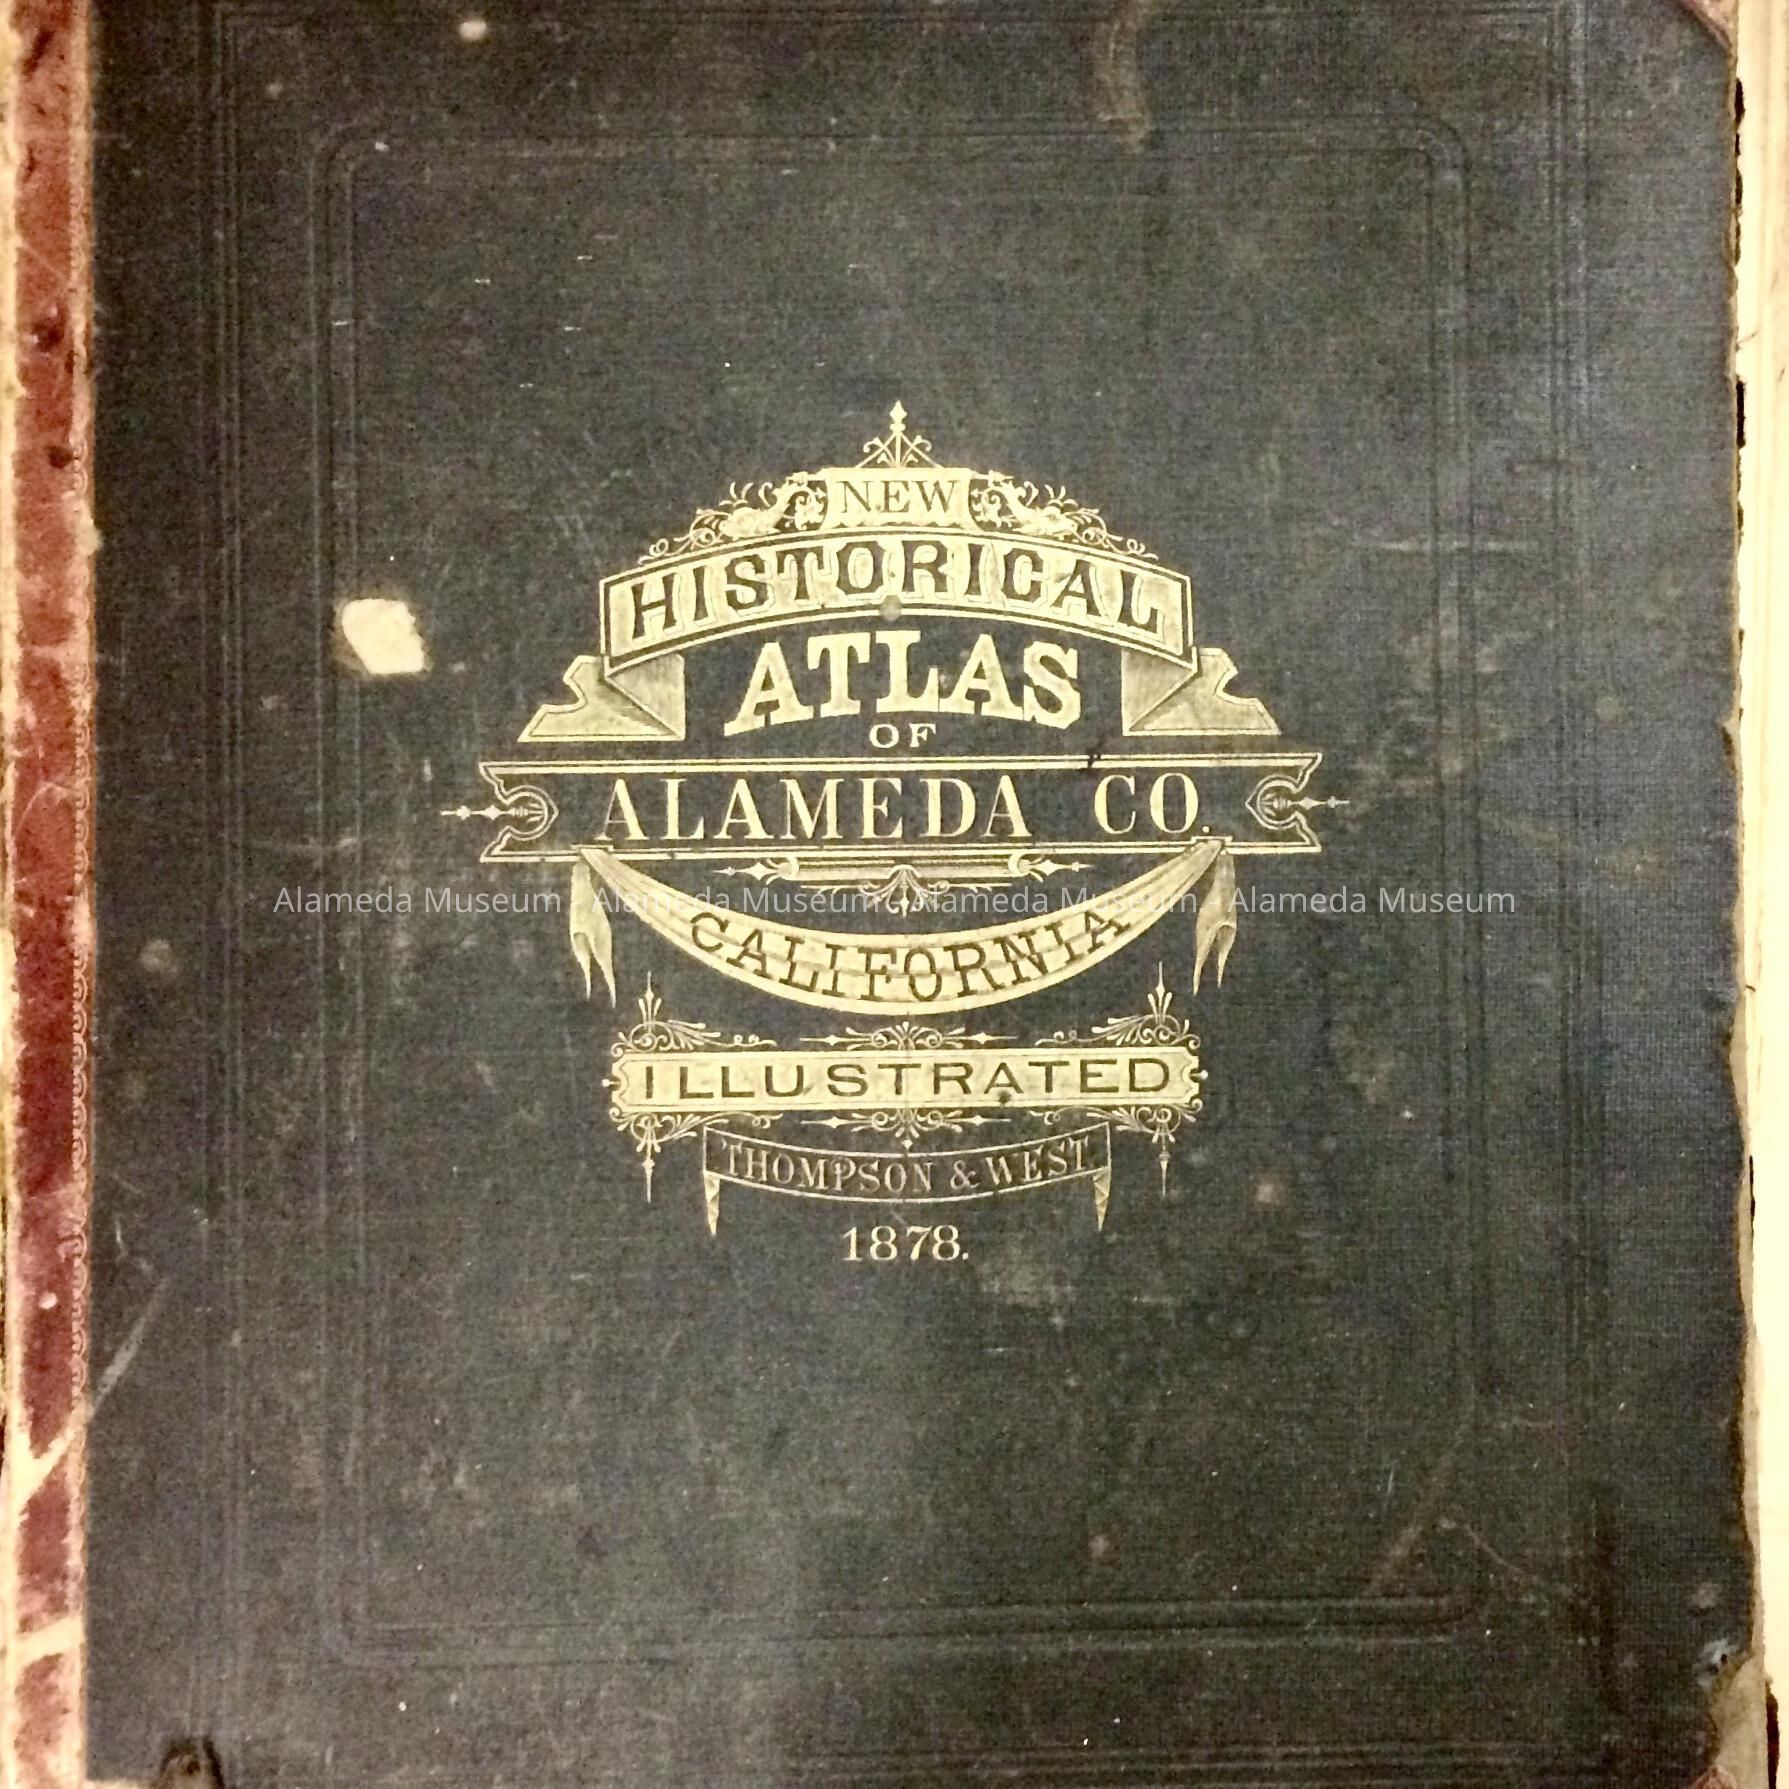 NEW
HISTORICAL
ATLAS
OF
ALAMEDA CO.
Alameda Museum - Alameda Museum - Alameda Museum - Alameda Museum
CALIFORNIA
ILLUSTRATED
THOMPSON & WEST.
1878.